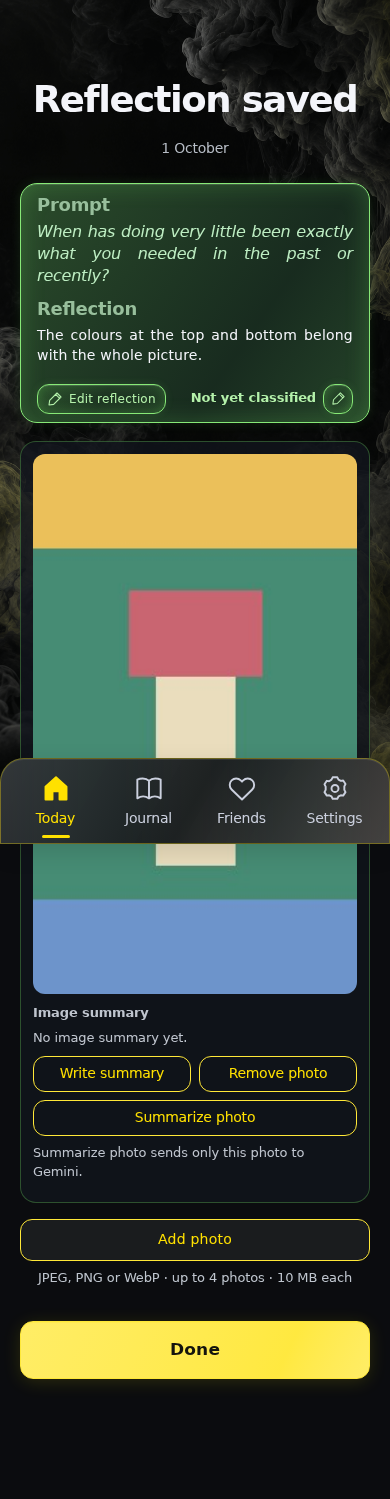 Reflection saved
1 October
Prompt
When has doing very little been exactly
what you needed in the past or
recently?
Reflection
The colours at the top and bottom belong
with the whole picture.
Edit reflection
Not yet classified
Today
Journal
Friends
Settings
Image summary
No image summary yet.
Write summary
Remove photo
Summarize photo
Summarize photo sends only this photo to
Gemini.
Add photo
JPEG, PNG or WebP · up to 4 photos · 10 MB each
Done